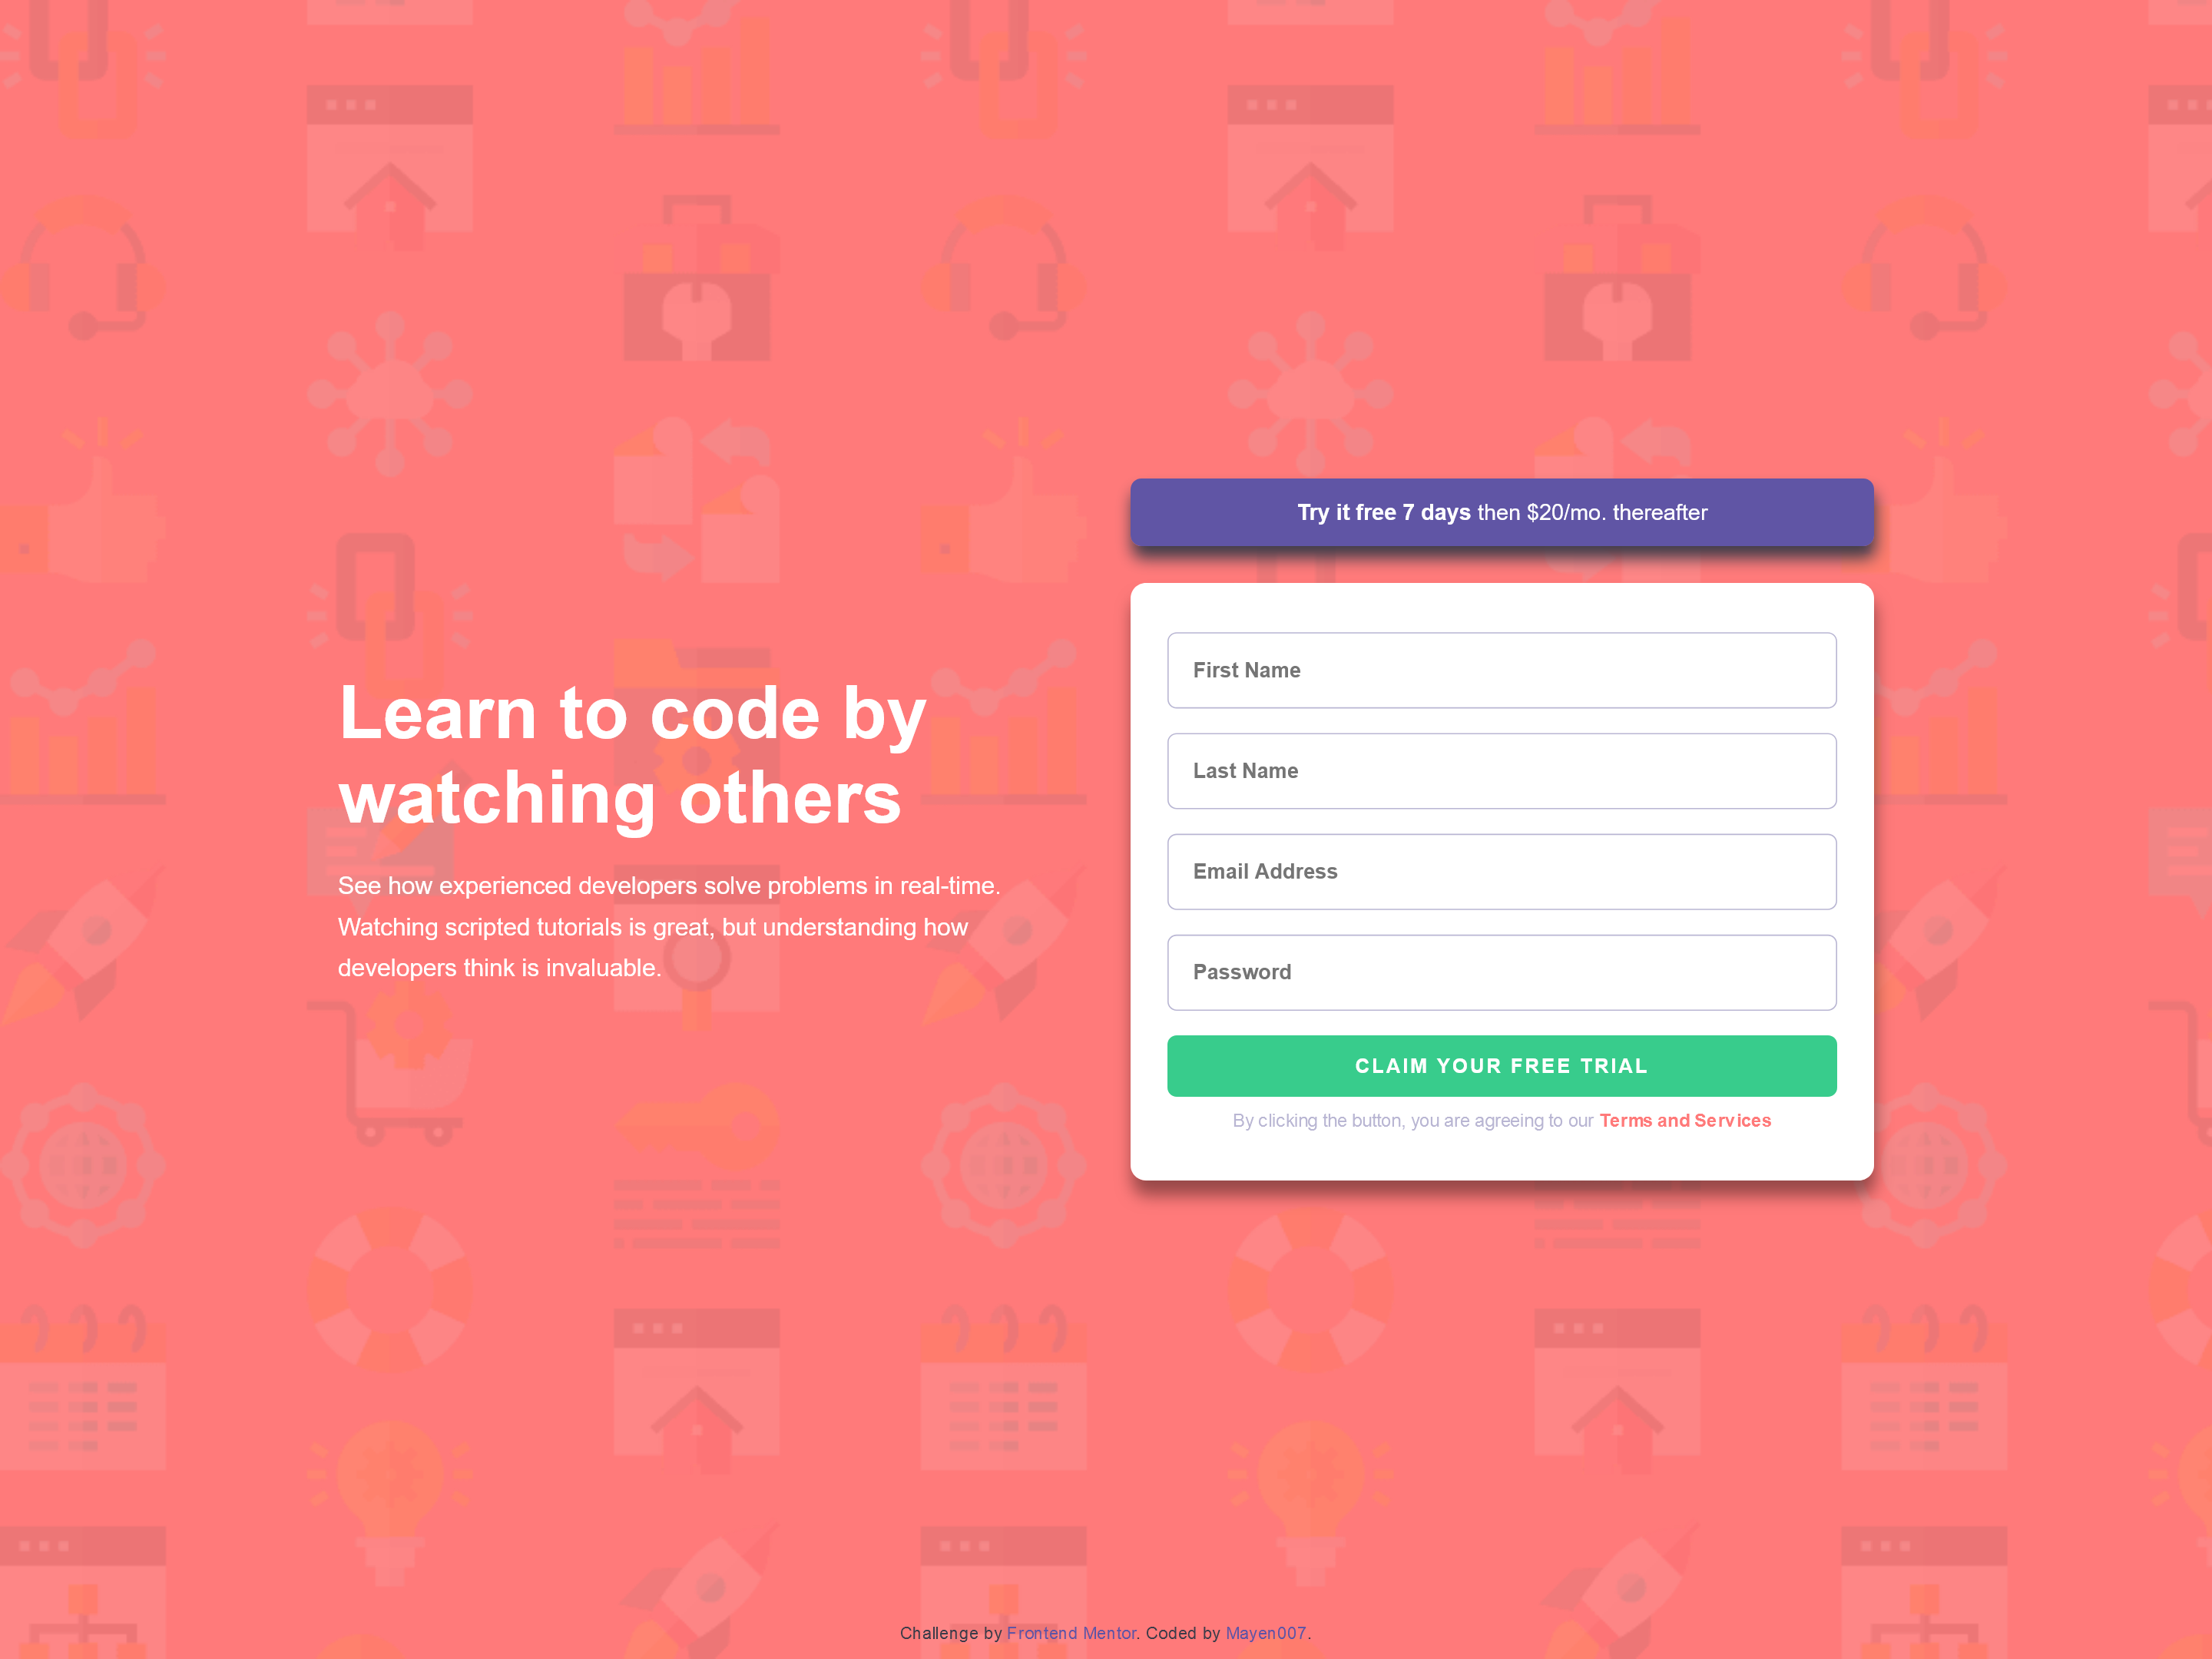 Learn to code by
watching others
See how experienced developers solve problems in real-time.
Watching scripted tutorials is great, but understanding how
developers think is invaluable.
Try it free 7 days then $20/mo. thereafter
First Name
Last Name
Email Address
Password
CLAIM YOUR FREE TRIAL
By clicking the button, you are agreeing to our Terms and Services
Challenge by Frontend Mentor. Coded by Mayen007.